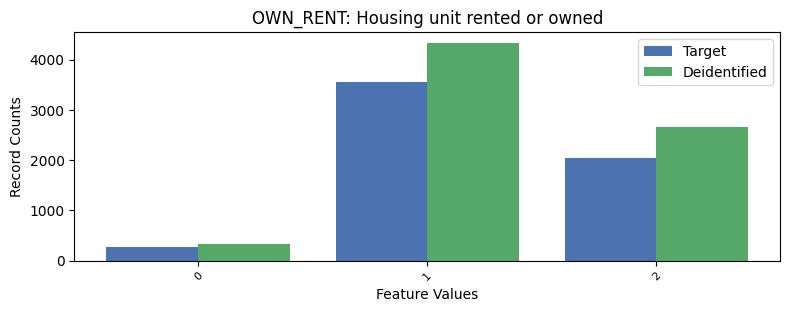 OWN_RENT: Housing unit rented or owned
Target
Deidentified
4000
3000
2000
1000
0
Record Counts
0
1
2
Feature Values